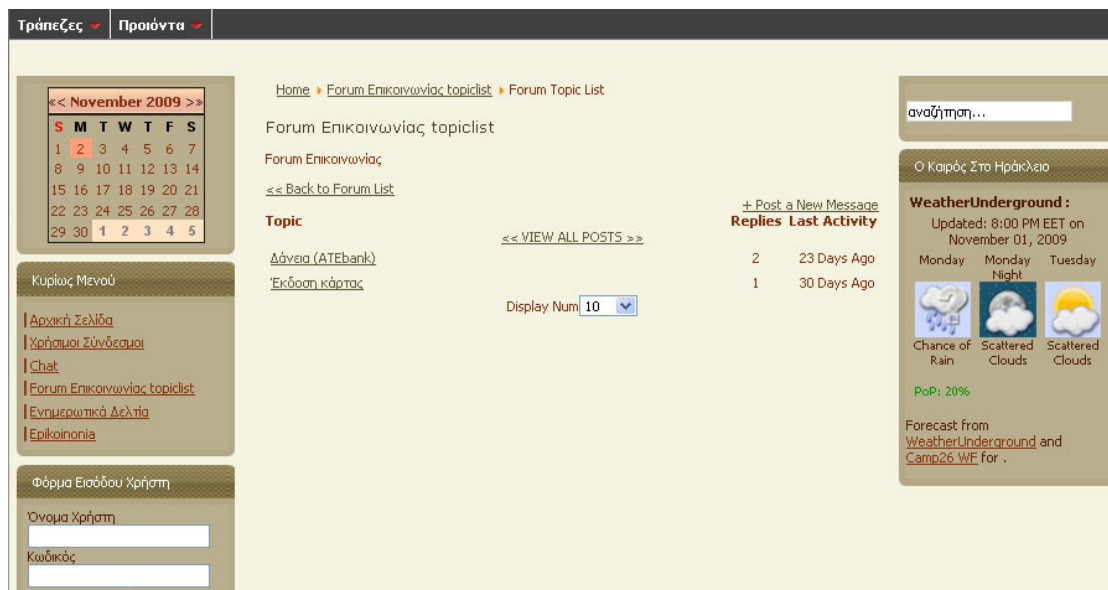 Τράπεζες
Προιόντα
<< November 2009 >>
S M T W T F S
1 2 3 4 5 6 7
8 9 10 11 12 13 14
15 16 17 18 19 20 21
22 23 24 25 26 27 28
29 30 1 2 3 4 5
Κυρίως Μενού
Αρχική Σελίδα
Χρήσιμοι Σύνδεσμοι
Chat
Forum Επικοινωνίας topiclist
Ενημερωτικά Δελτία
Epikoinonia
Φόρμα Εισόδου Χρήστη
Όνομα Χρήστη
Κωδικός
Home Forum Επικοινωνίας topiclist Forum Topic List
Forum Επικοινωνίας topiclist
Forum Επικοινωνίας
<< Back to Forum List
+ Post a New Message
Topic Replies Last Activity
<< VIEW ALL POSTS >>
Δάνεια (ATEbank) 2 23 Days Ago
Έκδοση κάρτας 1 30 Days Ago
Display Num 10
αναζήτηση...
Ο Καιρός Στο Ηράκλειο
WeatherUnderground :
Updated: 8:00 PM EET on
November 01, 2009
Monday Monday Night Tuesday
Chance of Rain Scattered Clouds Scattered Clouds
PoP: 20%
Forecast from
WeatherUnderground and
Camp26 WF for .